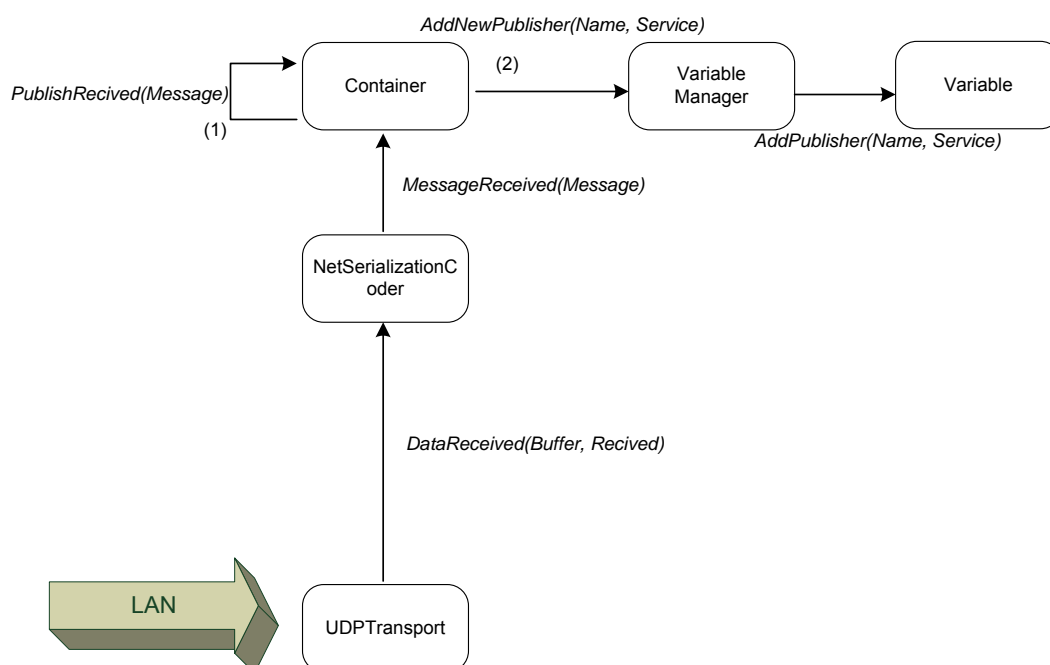 AddNewPublisher(Name, Service)
PublishRecived(Message)
(1)
Container
(2)
Variable
Manager
Variable
AddPublisher(Name, Service)
MessageReceived(Message)
NetSerializationC
oder
DataReceived(Buffer, Recived)
LAN
UDPTransport